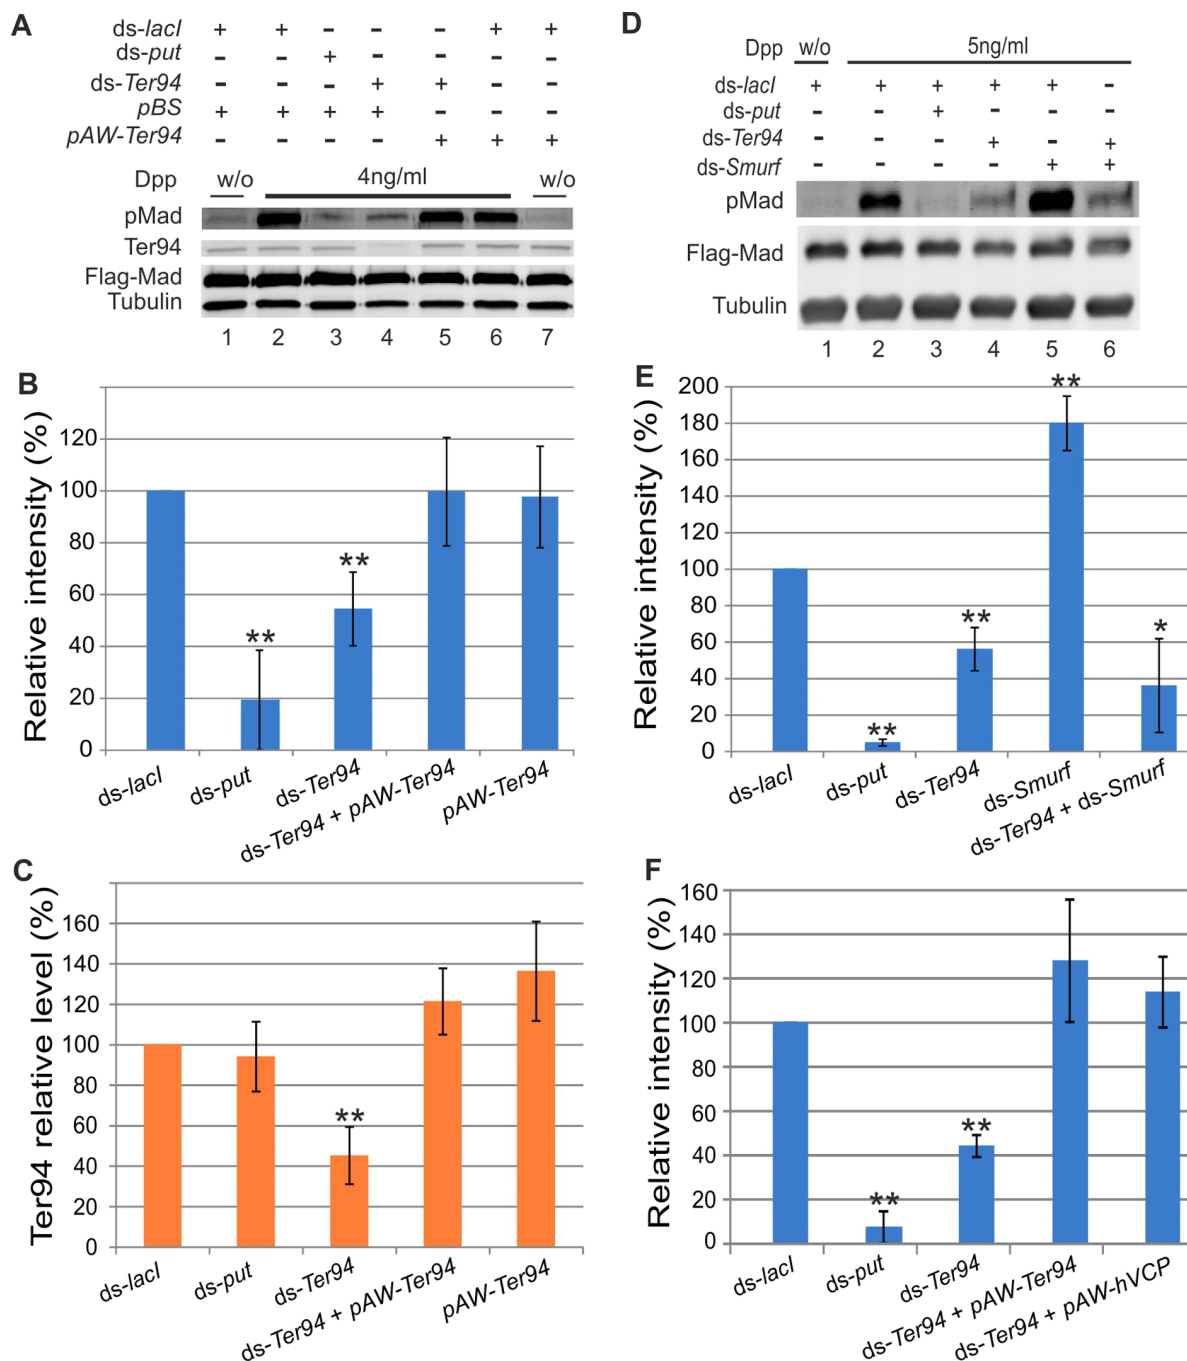 A
ds-lacI + + - - - + +
ds-put - - + - - - -
ds-Ter94 - - - + + - -
pBS + + + + - - -
pAW-Ter94 - - - - + + +
Dpp w/o 4ng/ml w/o
pMad
Ter94
Flag-Mad
Tubulin
1 2 3 4 5 6 7
D
Dpp w/o 5ng/ml
ds-lacI + + + + + -
ds-put - - + - - -
ds-Ter94 - - - + - +
ds-Smurf - - - - + +
pMad
Flag-Mad
Tubulin
1 2 3 4 5 6
B
Relative intensity (%)
120
100
80
60
40
20
0
**
**
ds-lacI
ds-put
ds-Ter94
ds-Ter94 + pAW-Ter94
pAW-Ter94
E
Relative intensity (%)
200
180
160
140
120
100
80
60
40
20
0
**
**
**
*
ds-lacI
ds-put
ds-Ter94
ds-Smurf
ds-Ter94 + ds-Smurf
C
Ter94 relative level (%)
160
140
120
100
80
60
40
20
0
**
ds-lacI
ds-put
ds-Ter94
ds-Ter94 + pAW-Ter94
pAW-Ter94
F
Relative intensity (%)
160
140
120
100
80
60
40
20
0
**
**
ds-lacI
ds-put
ds-Ter94
ds-Ter94 + pAW-Ter94
ds-Ter94 + pAW-hVCP